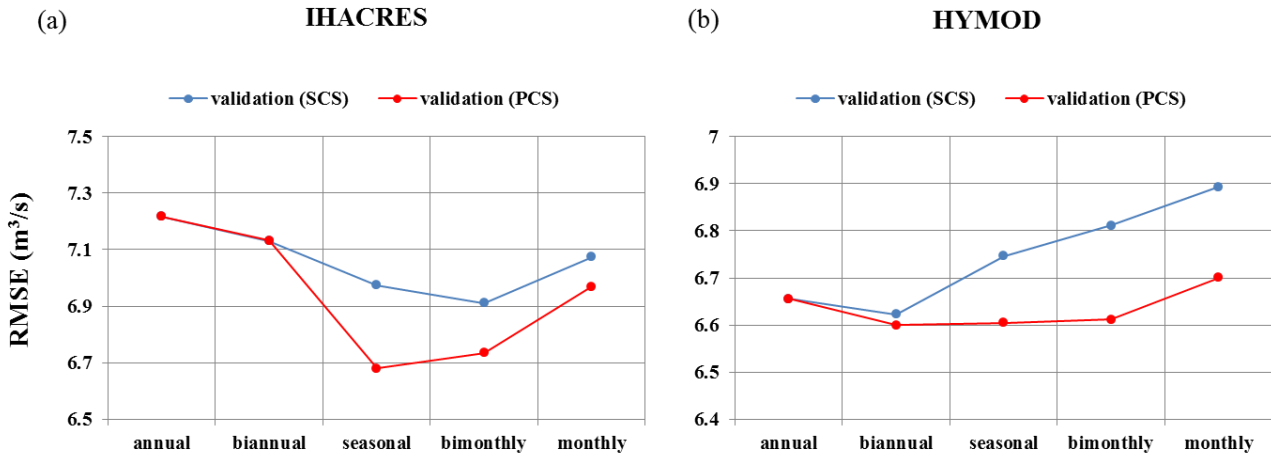 (a)
IHACRES
validation (SCS)
validation (PCS)
RMSE (m³/s)
7.5
7.3
7.1
6.9
6.7
6.5
annual biannual seasonal bimonthly monthly
(b)
HYMOD
validation (SCS)
validation (PCS)
7
6.9
6.8
6.7
6.6
6.5
6.4
annual biannual seasonal bimonthly monthly